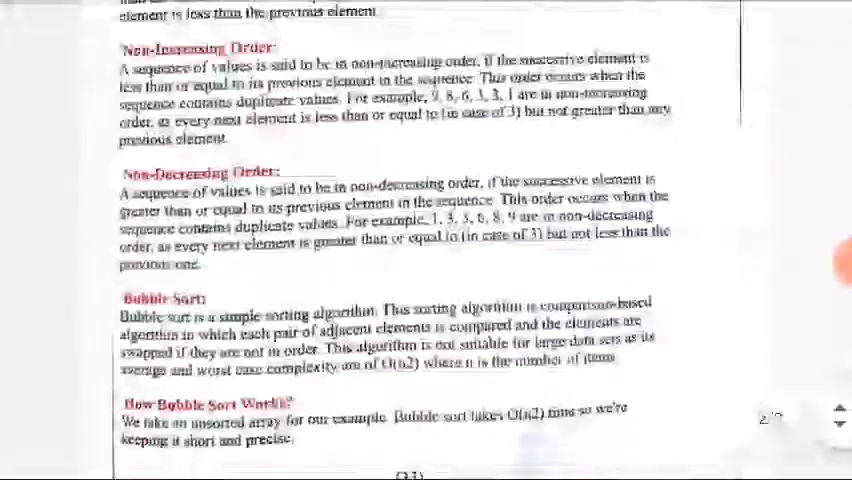 element is less than the previous element.
Non-Increasing Order:
A sequence of values is said to be in non-increasing order, if the successive element is
less than or equal to its previous element in the sequence. This order occurs when the
sequence contains duplicate values. For example, 9, 8, 6, 3, 3, 1 are in non-increasing
order, as every next element is less than or equal to (in case of 3) but not greater than any
previous element.
Non-Decreasing Order:
A sequence of values is said to be in non-decreasing order, if the successive element is
greater than or equal to its previous element in the sequence. This order occurs when the
sequence contains duplicate values. For example, 1, 3, 3, 6, 8, 9 are in non-decreasing
order, as every next element is greater than or equal to (in case of 3) but not less than the
previous one.
Bubble Sort:
Bubble sort is a simple sorting algorithm. This sorting algorithm is comparison-based
algorithm in which each pair of adjacent elements is compared and the elements are
swapped if they are not in order. This algorithm is not suitable for large data sets as its
average and worst case complexity are of O(n2) where n is the number of items.
How Bubble Sort Works?
We take an unsorted array for our example. Bubble sort takes O(n2) time so we're
keeping it short and precise.